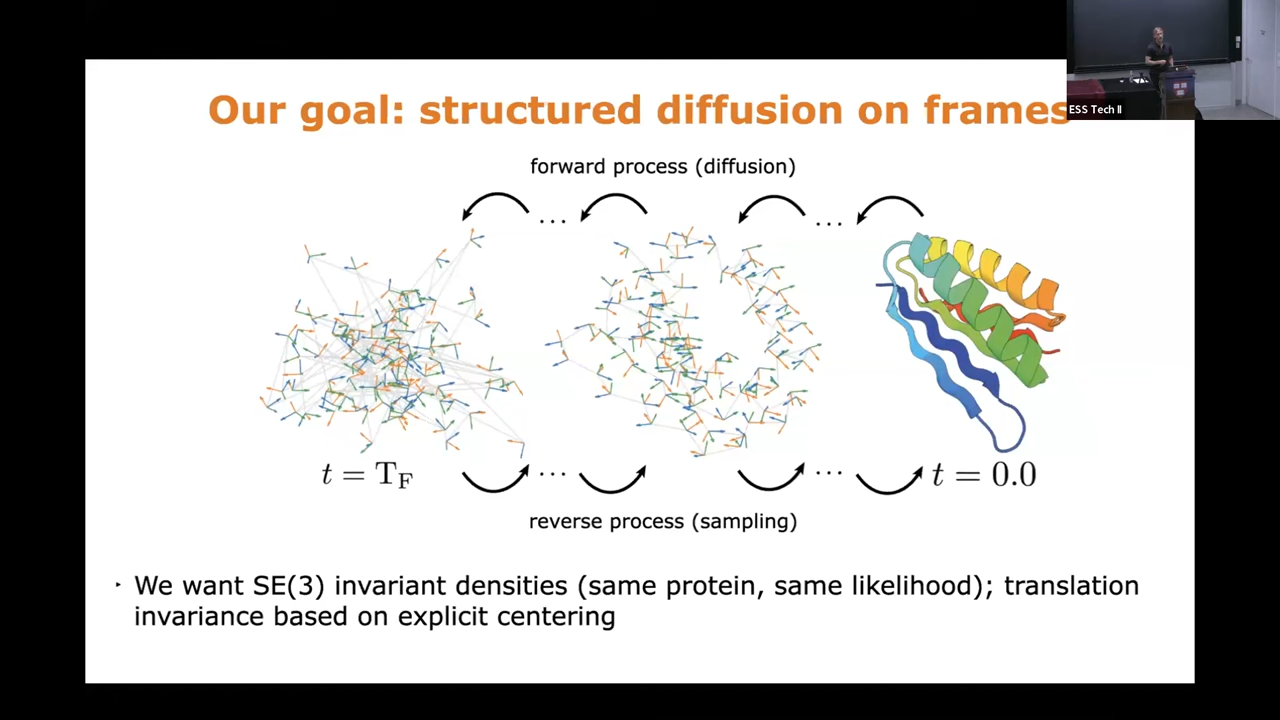 Our goal: structured diffusion on frames
ESS Tech II
forward process (diffusion)
... ...
t = T_F
... ...
t = 0.0
reverse process (sampling)
‣ We want SE(3) invariant densities (same protein, same likelihood); translation
invariance based on explicit centering